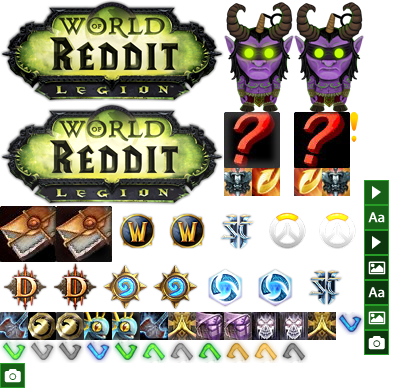 WORLD
OF
REDDIT
LEGION
WORLD
OF
REDDIT
LEGION
?
?
!
Aa
W
W
D
D
Aa